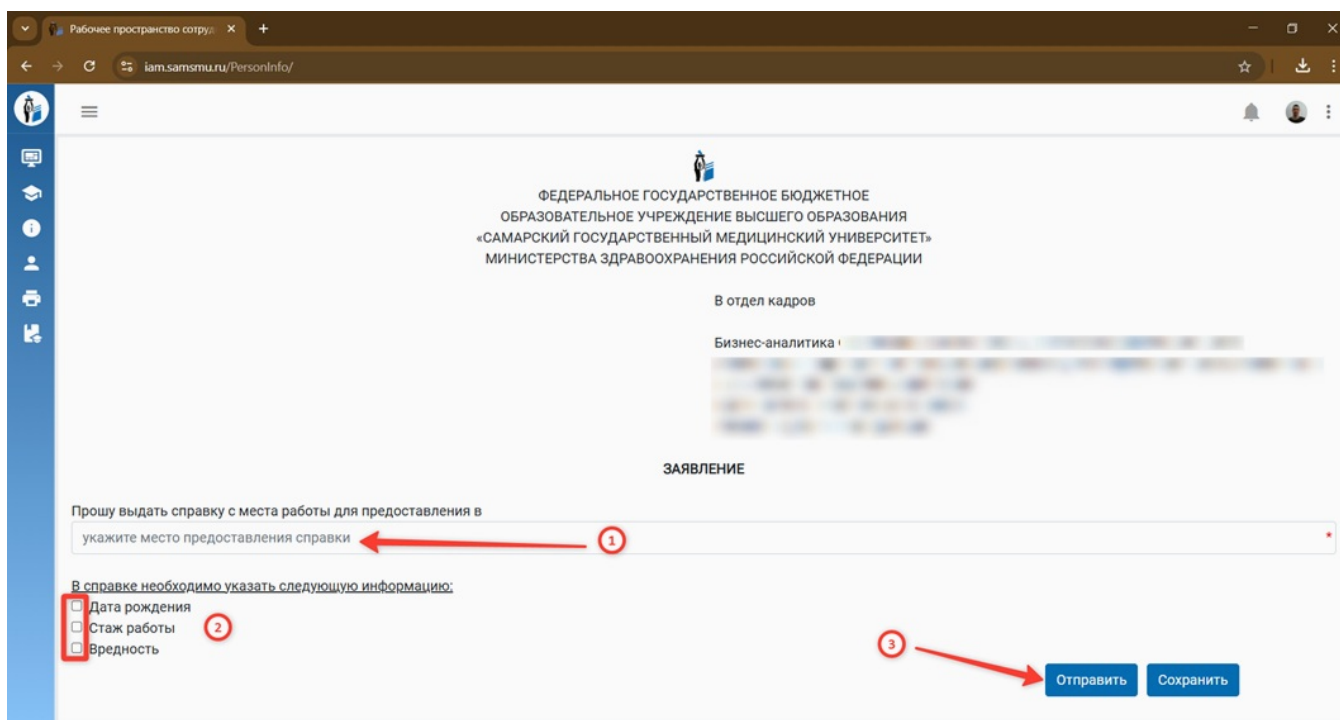 Рабочее пространство сотруд
iam.samsmu.ru/PersonInfo/
ФЕДЕРАЛЬНОЕ ГОСУДАРСТВЕННОЕ БЮДЖЕТНОЕ
ОБРАЗОВАТЕЛЬНОЕ УЧРЕЖДЕНИЕ ВЫСШЕГО ОБРАЗОВАНИЯ
«САМАРСКИЙ ГОСУДАРСТВЕННЫЙ МЕДИЦИНСКИЙ УНИВЕРСИТЕТ»
МИНИСТЕРСТВА ЗДРАВООХРАНЕНИЯ РОССИЙСКОЙ ФЕДЕРАЦИИ
В отдел кадров
Бизнес-аналитика
ЗАЯВЛЕНИЕ
Прошу выдать справку с места работы для предоставления в
укажите место предоставления справки 1 *
В справке необходимо указать следующую информацию:
Дата рождения
Стаж работы 2
Вредность 3
Отправить Сохранить